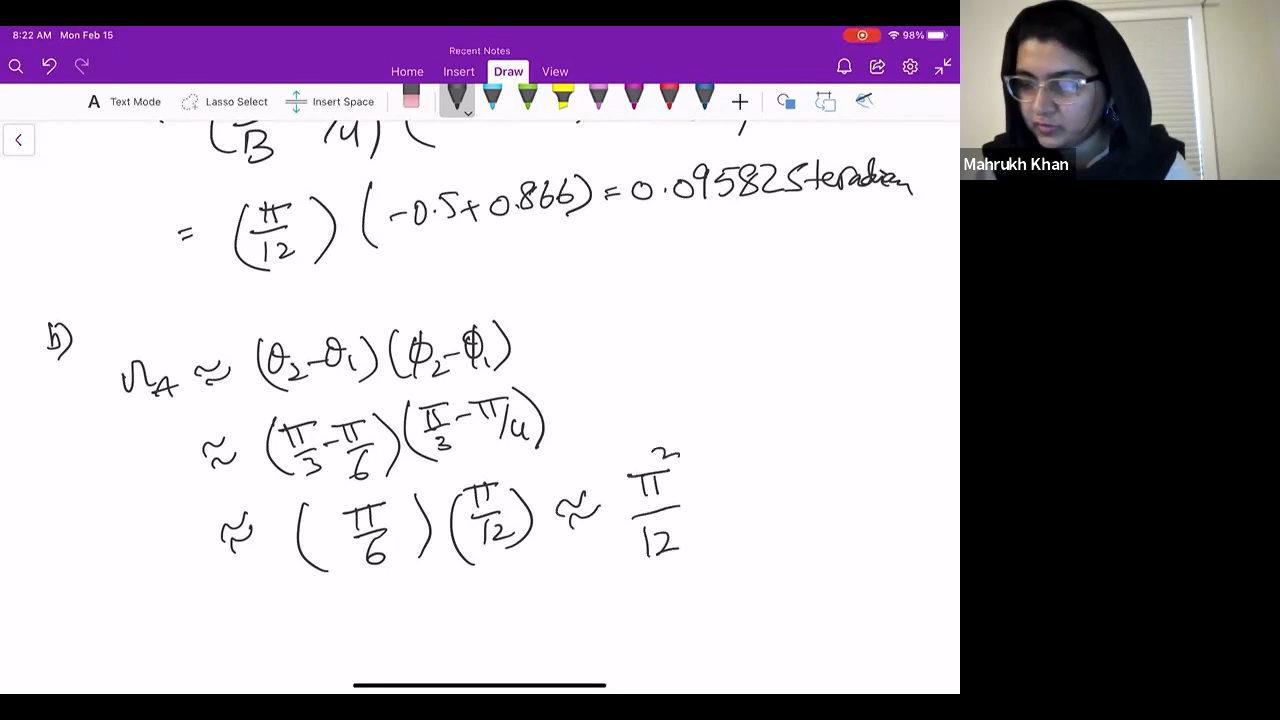 8:22 AM Mon Feb 15 98%
Recent Notes
Home Insert Draw View
Text Mode Lasso Select Insert Space
Mahrukh Khan
B /4) (
= (π/12) (-0.5+0.866) = 0.09582 Steradian
b)
Ω_A ≈ (θ₂-θ₁)(φ₂-φ₁)
≈ (π/3-π/6)(π/3-π/4)
≈ (π/6)(π/12) ≈ π²/12